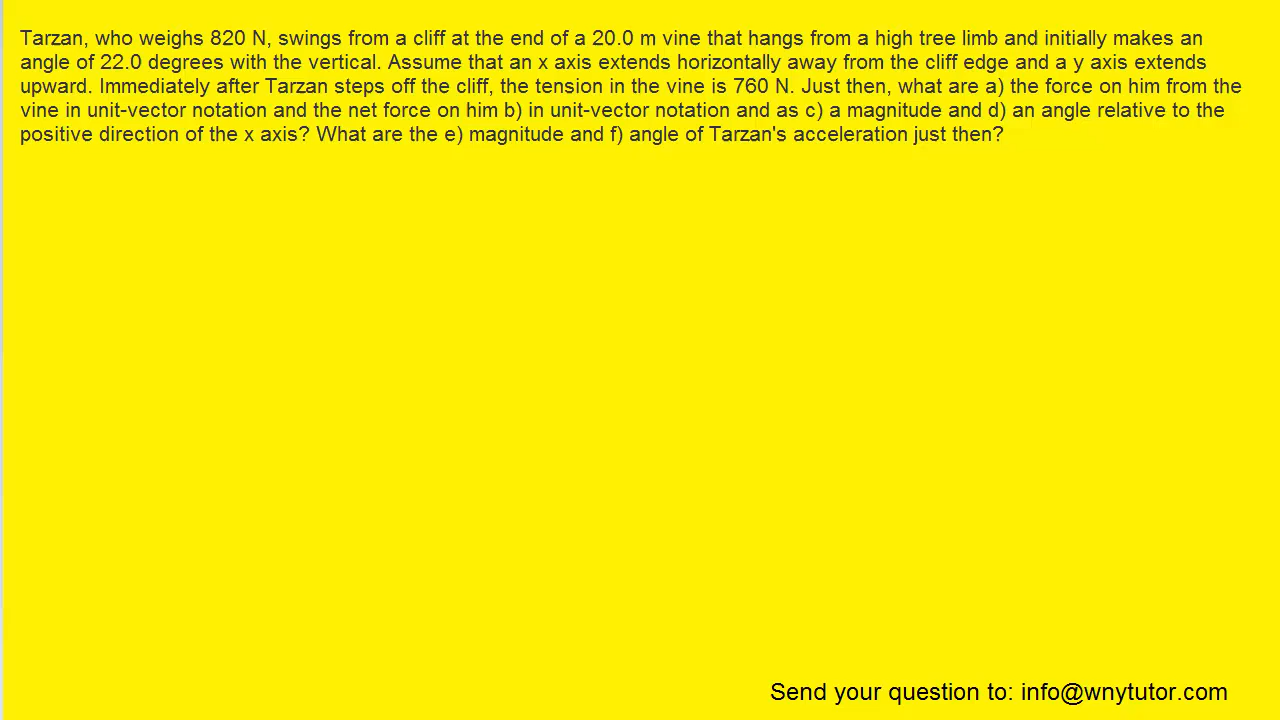 Tarzan, who weighs 820 N, swings from a cliff at the end of a 20.0 m vine that hangs from a high tree limb and initially makes an
angle of 22.0 degrees with the vertical. Assume that an x axis extends horizontally away from the cliff edge and a y axis extends
upward. Immediately after Tarzan steps off the cliff, the tension in the vine is 760 N. Just then, what are a) the force on him from the
vine in unit-vector notation and the net force on him b) in unit-vector notation and as c) a magnitude and d) an angle relative to the
positive direction of the x axis? What are the e) magnitude and f) angle of Tarzan's acceleration just then?
Send your question to: info@wnytutor.com